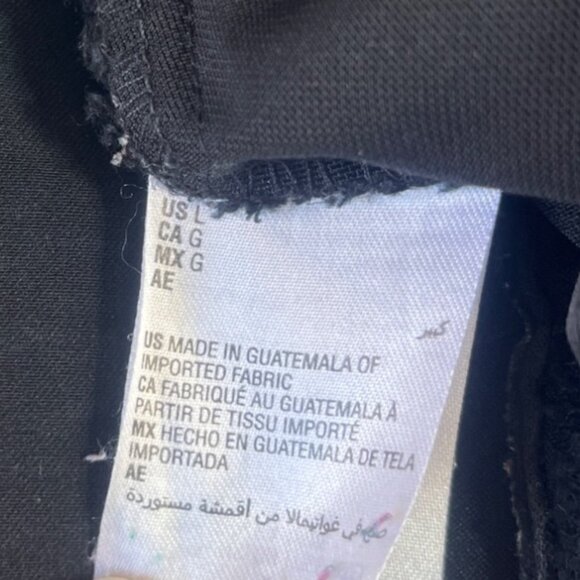 US L
CA G
MX G
AE
كبير
US MADE IN GUATEMALA OF
IMPORTED FABRIC
CA FABRIQUÉ AU GUATEMALA À
PARTIR DE TISSU IMPORTÉ
MX HECHO EN GUATEMALA DE TELA
IMPORTADA
AE
صنع في غواتيمالا من أقمشة مستوردة